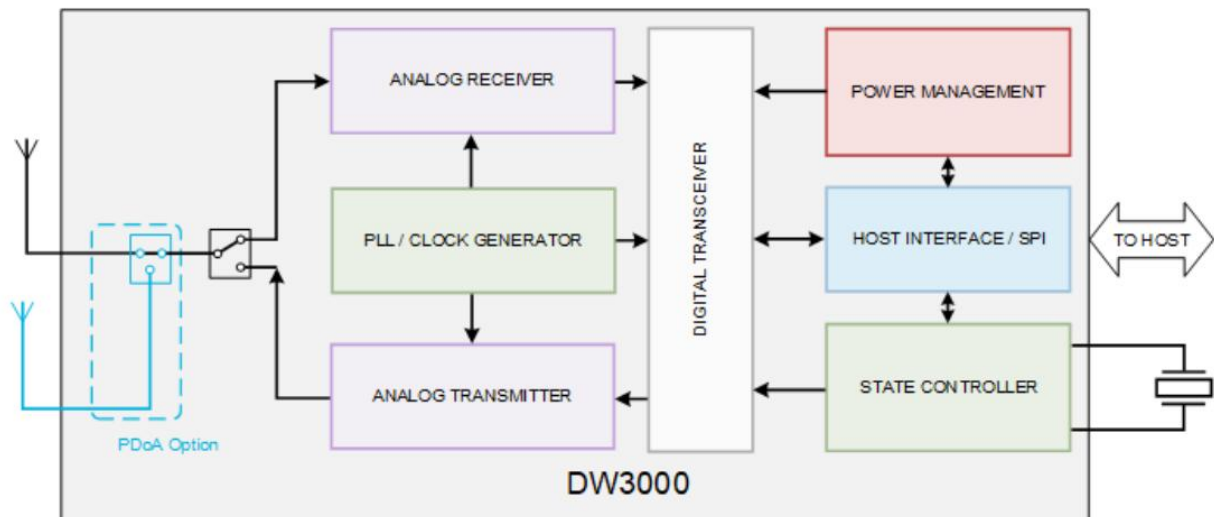 ANALOG RECEIVER
POWER MANAGEMENT
DIGITAL TRANSCEIVER
PLL / CLOCK GENERATOR
HOST INTERFACE / SPI
TO HOST
ANALOG TRANSMITTER
STATE CONTROLLER
PDoA Option
DW3000